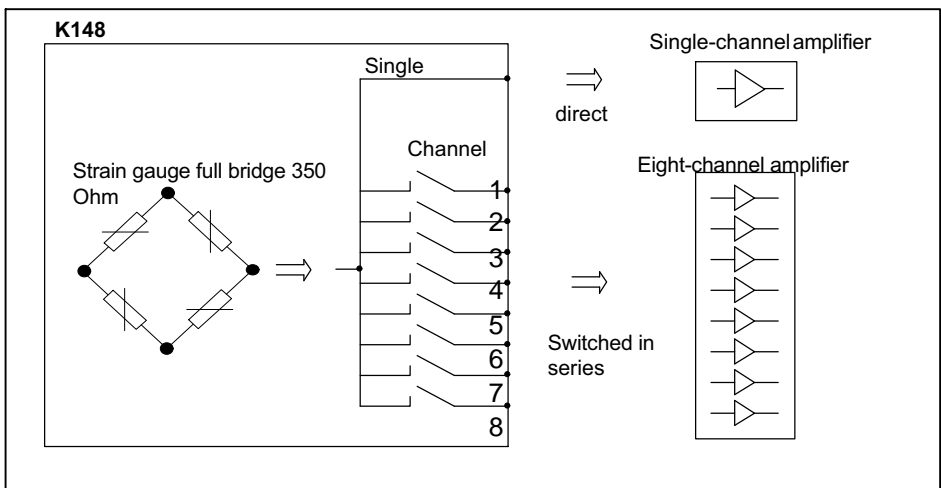 K148
Single
Single-channel amplifier
direct
Channel
Strain gauge full bridge 350
Ohm
Eight-channel amplifier
1
2
3
4
5
6
7
8
Switched in
series